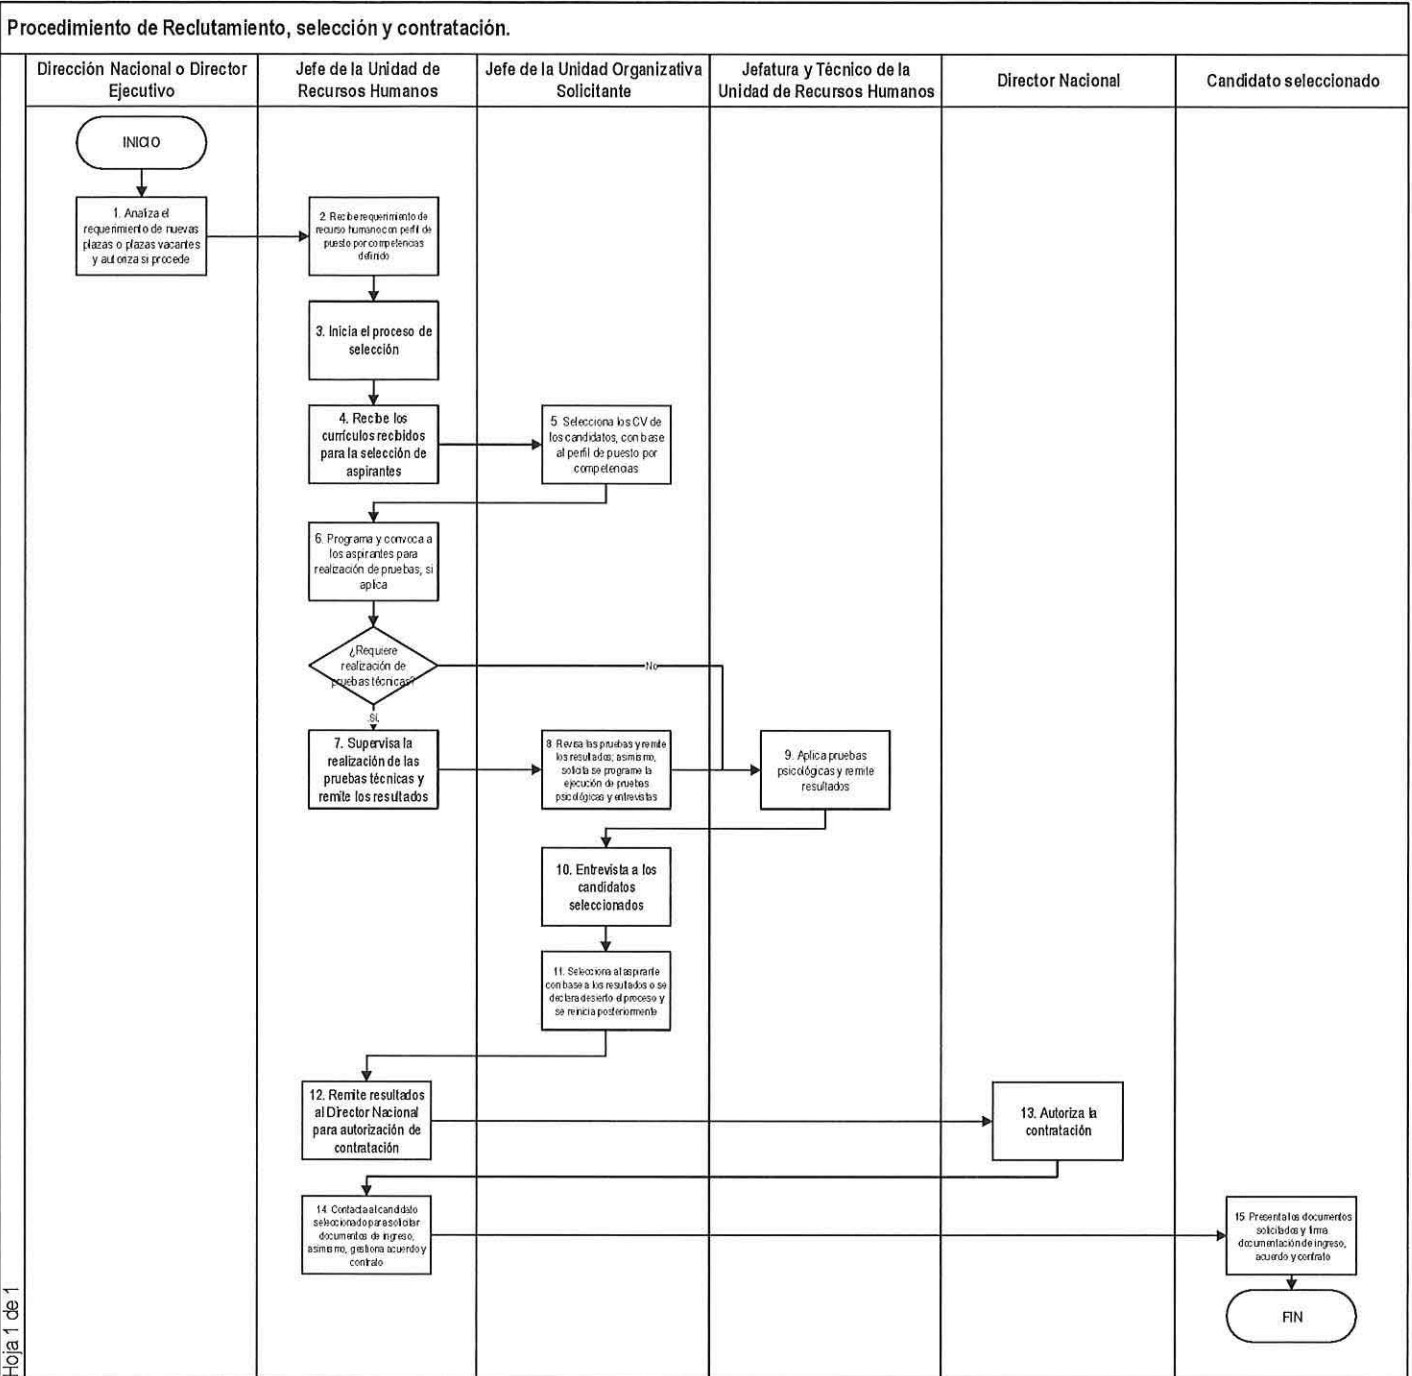 Procedimiento de Reclutamiento, selección y contratación.
Dirección Nacional o Director
Ejecutivo
Jefe de la Unidad de
Recursos Humanos
Jefe de la Unidad Organizativa
Solicitante
Jefatura y Técnico de la
Unidad de Recursos Humanos
Director Nacional
Candidato seleccionado
INICIO
1. Analiza el
requerimiento de nuevas
plazas o plazas vacantes
y autoriza si procede
2. Recibe requerimiento de
recurso humano con perfil de
puesto por competencias
definido
3. Inicia el proceso de
selección
4. Recibe los
currículos recibidos
para la selección de
aspirantes
5. Selecciona los CV de
los candidatos, con base
al perfil de puesto por
competencias
6. Programa y convoca a
los aspirantes para
realización de pruebas, si
aplica
¿Requiere
realización de
pruebas técnicas?
No
Sí
7. Supervisa la
realización de las
pruebas técnicas y
remite los resultados
8. Revisa las pruebas y remite
los resultados; asimismo,
solicita se programe la
ejecución de pruebas
psicológicas y entrevistas
9. Aplica pruebas
psicológicas y remite
resultados
10. Entrevista a los
candidatos
seleccionados
11. Selecciona al aspirante
con base a los resultados o se
declara desierto el proceso y
se reinicia posteriormente
12. Remite resultados
al Director Nacional
para autorización de
contratación
13. Autoriza la
contratación
14. Contacta al candidato
seleccionado para solicitar
documentos de ingreso,
asimismo, gestiona acuerdo y
contrato
15. Presenta los documentos
solicitados y firma
documentación de ingreso,
acuerdo y contrato
FIN
Hoja 1 de 1